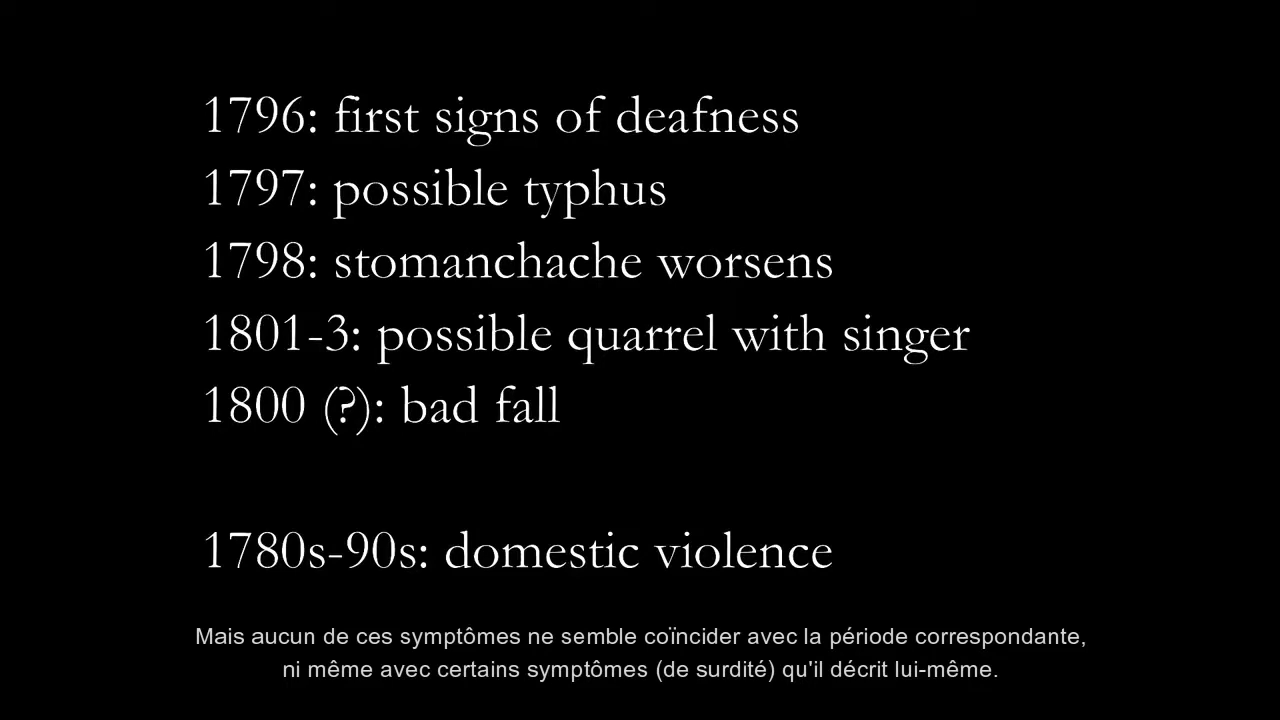 1796: first signs of deafness
1797: possible typhus
1798: stomanchache worsens
1801-3: possible quarrel with singer
1800 (?): bad fall
1780s-90s: domestic violence
Mais aucun de ces symptômes ne semble coïncider avec la période correspondante,
ni même avec certains symptômes (de surdité) qu'il décrit lui-même.